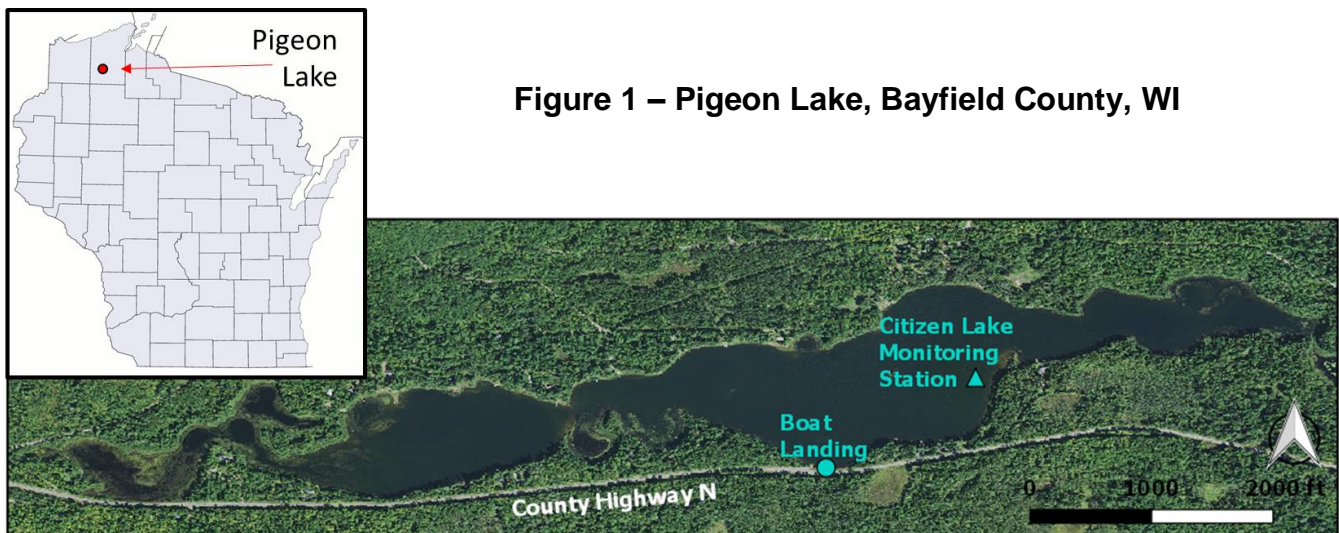 Pigeon
Lake
Figure 1 – Pigeon Lake, Bayfield County, WI
Citizen Lake
Monitoring
Station
Boat
Landing
County Highway N
0 1000 2000 ft